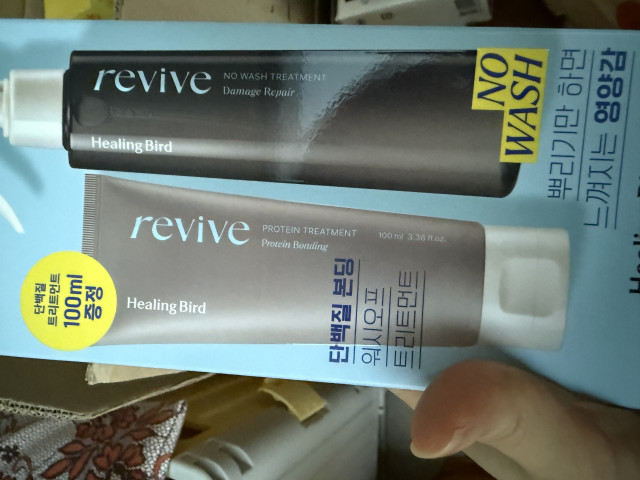 revive
NO WASH TREATMENT
Damage Repair
Healing Bird
NO
WASH
뿌리기만 하면
느껴지는 영양감
revive
PROTEIN TREATMENT
Protein Bonding
100 ml 3.38 fl.oz.
Healing Bird
단백질 본딩
워시오프
트리트먼트
단백질
트리트먼트
100ml
증정